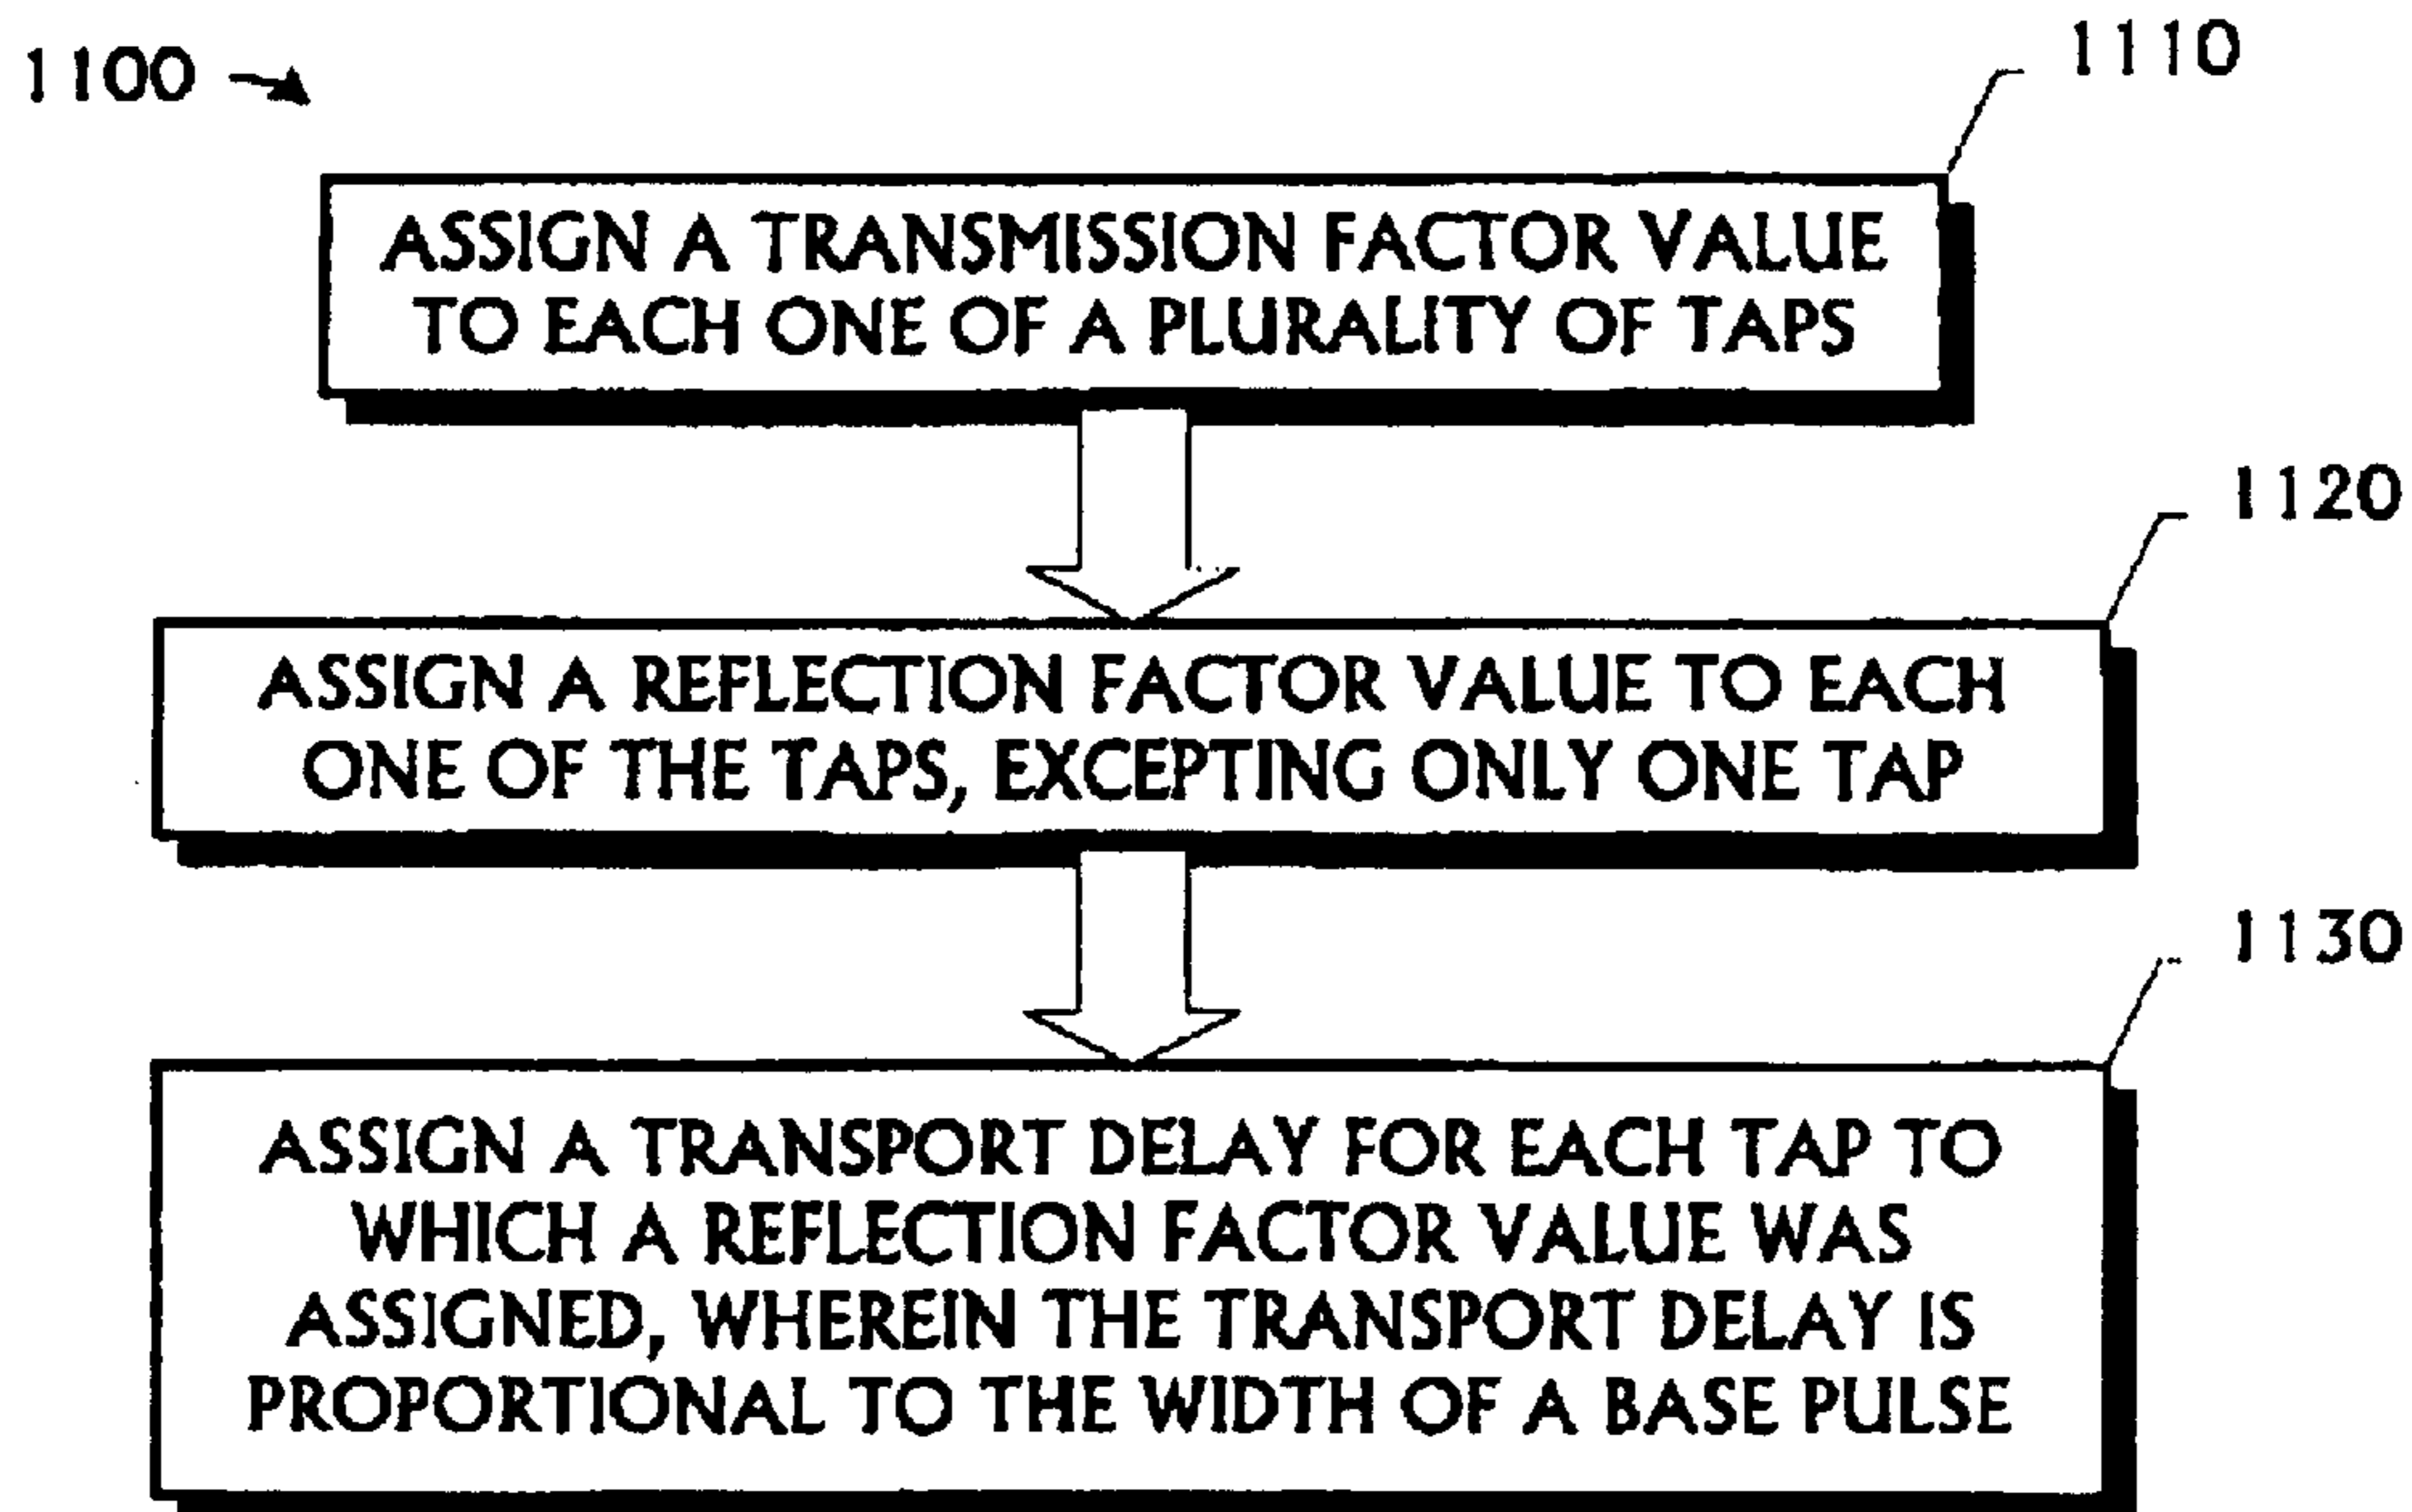 1100
1110
ASSIGN A TRANSMISSION FACTOR VALUE
TO EACH ONE OF A PLURALITY OF TAPS
1120
ASSIGN A REFLECTION FACTOR VALUE TO EACH
ONE OF THE TAPS, EXCEPTING ONLY ONE TAP
1130
ASSIGN A TRANSPORT DELAY FOR EACH TAP TO
WHICH A REFLECTION FACTOR VALUE WAS
ASSIGNED, WHEREIN THE TRANSPORT DELAY IS
PROPORTIONAL TO THE WIDTH OF A BASE PULSE